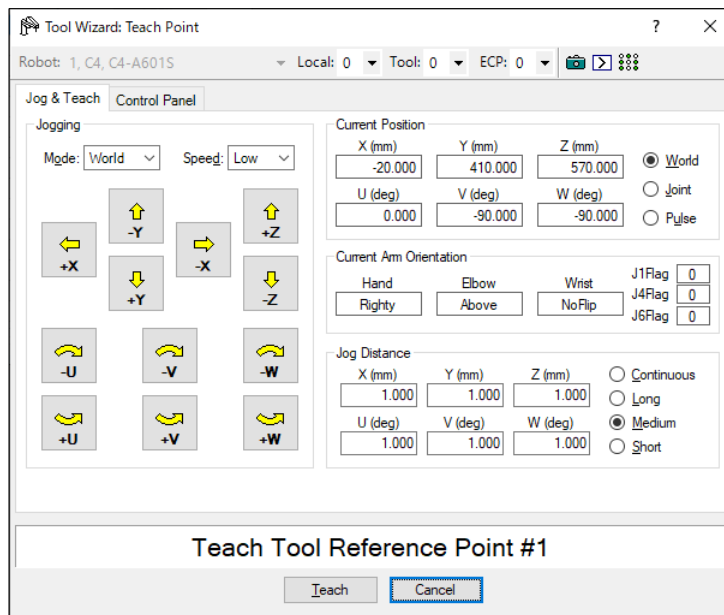 Tool Wizard: Teach Point ?
Robot: 1, C4, C4-A601S Local: 0 Tool: 0 ECP: 0
Jog & Teach Control Panel
Jogging
Mode: World Speed: Low
-Y +Z
+X -X
+Y -Z
-U -V -W
+U +V +W
Current Position
X (mm) Y (mm) Z (mm)
-20.000 410.000 570.000 World
U (deg) V (deg) W (deg) Joint
0.000 -90.000 -90.000 Pulse
Current Arm Orientation
Hand Elbow Wrist J1Flag 0
Righty Above NoFlip J4Flag 0
J6Flag 0
Jog Distance
X (mm) Y (mm) Z (mm) Continuous
1.000 1.000 1.000 Long
U (deg) V (deg) W (deg) Medium
1.000 1.000 1.000 Short
Teach Tool Reference Point #1
Teach Cancel